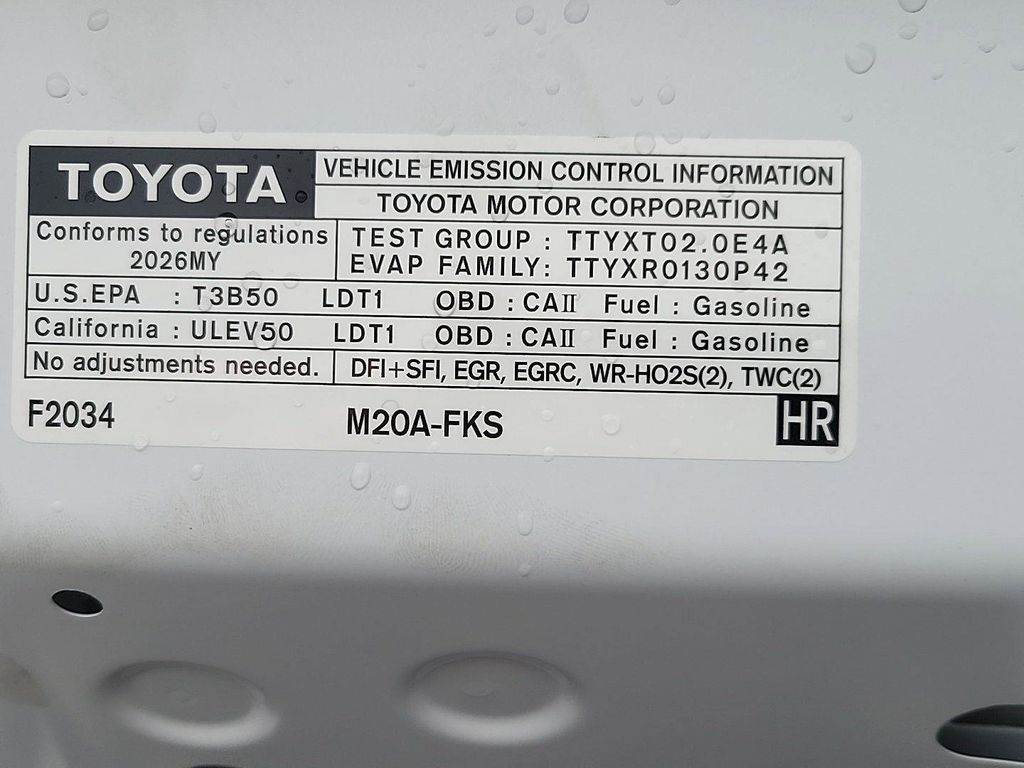 TOYOTA
VEHICLE EMISSION CONTROL INFORMATION
TOYOTA MOTOR CORPORATION
Conforms to regulations
2026MY
TEST GROUP : TTYXT02.0E4A
EVAP FAMILY: TTYXR0130P42
U.S.EPA : T3B50 LDT1 OBD : CAⅡ Fuel : Gasoline
California : ULEV50 LDT1 OBD : CAⅡ Fuel : Gasoline
No adjustments needed. DFI+SFI, EGR, EGRC, WR-HO2S(2), TWC(2)
F2034 M20A-FKS HR